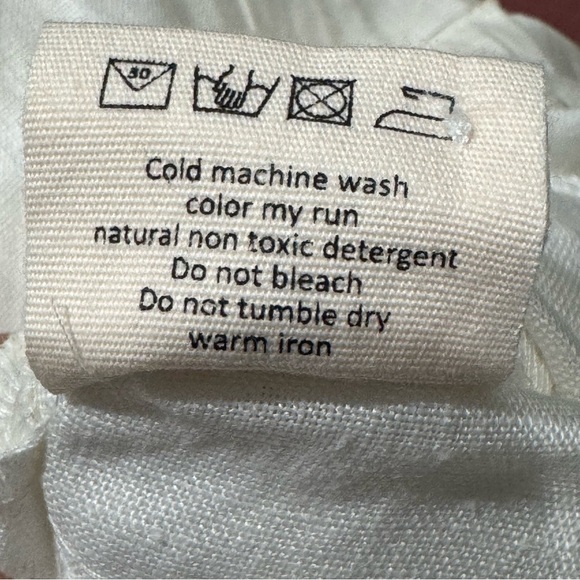 30
Cold machine wash
color my run
natural non toxic detergent
Do not bleach
Do not tumble dry
warm iron